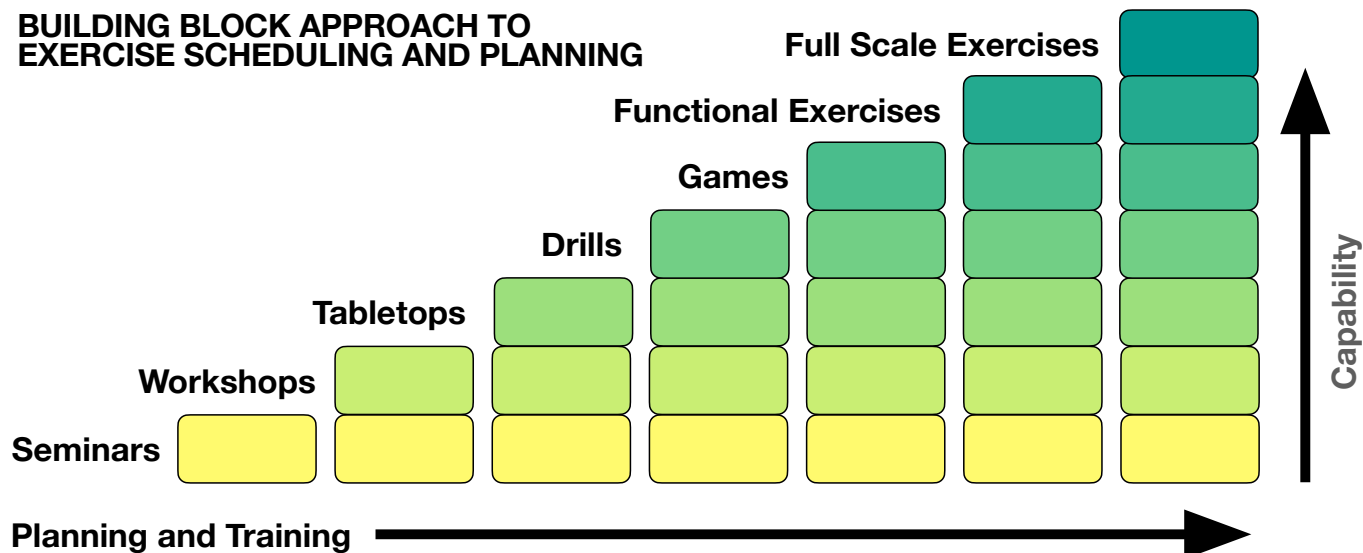 BUILDING BLOCK APPROACH TO
EXERCISE SCHEDULING AND PLANNING
Full Scale Exercises
Functional Exercises
Games
Drills
Tabletops
Workshops
Seminars
Capability
Planning and Training